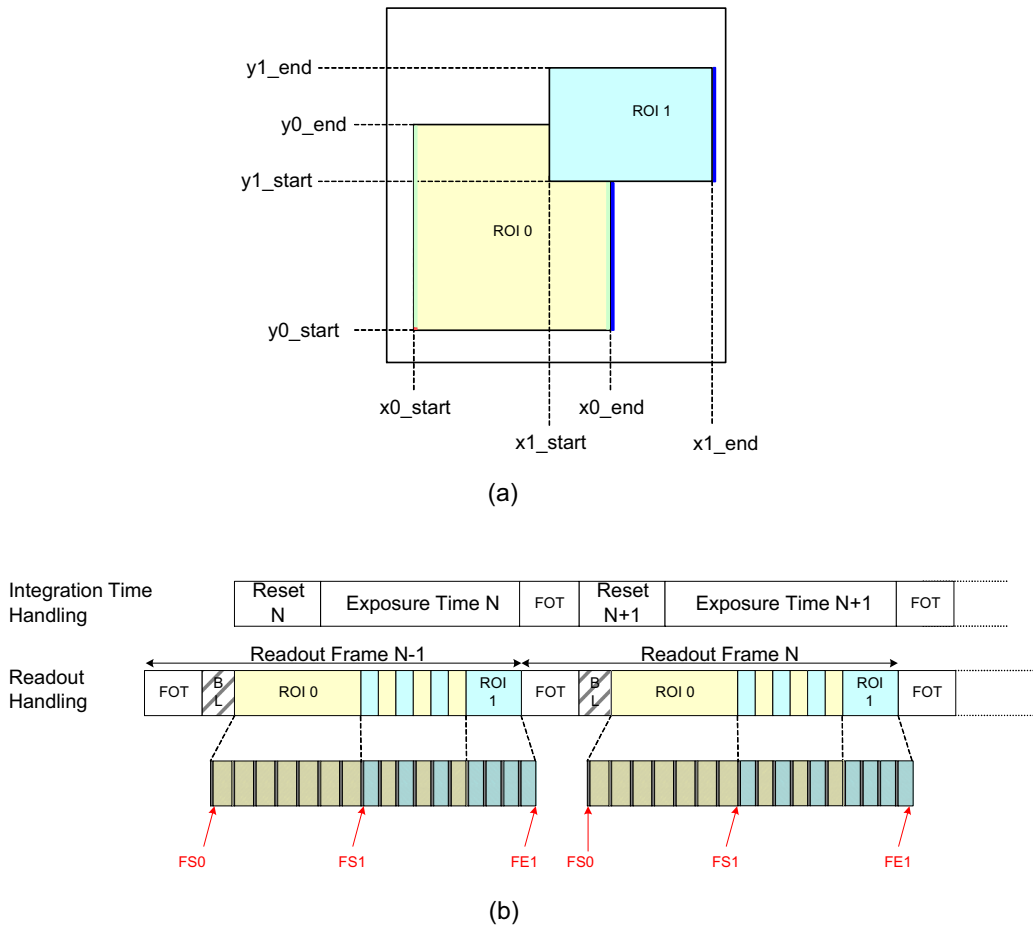 y1_end
ROI 1
y0_end
y1_start
ROI 0
y0_start
x0_start
x0_end
x1_start
x1_end
(a)
Integration Time
Handling
Reset
N
Exposure Time N
FOT
Reset
N+1
Exposure Time N+1
FOT
Readout Frame N-1
Readout Frame N
Readout
Handling
FOT
B
L
ROI 0
ROI
1
FOT
B
L
ROI 0
ROI
1
FOT
FS0
FS1
FE1
FS0
FS1
FE1
(b)